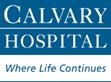 CALVARY
HOSPITAL
Where Life Continues